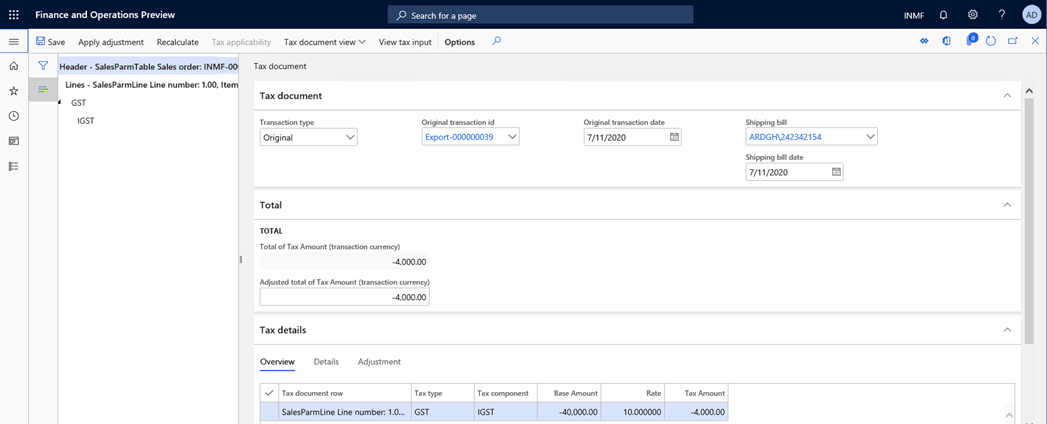 Finance and Operations Preview
Search for a page
INMF
?
AD
Save
Apply adjustment
Recalculate
Tax applicability
Tax document view
View tax input
Options
0
Header - SalesParmTable Sales order: INMF-00
Lines - SalesParmLine Line number: 1.00, Item
GST
IGST
Tax document
Tax document
Transaction type
Original
Original transaction id
Export-000000039
Original transaction date
7/11/2020
Shipping bill
ARDGH\242342154
Shipping bill date
7/11/2020
Total
TOTAL
Total of Tax Amount (transaction currency)
-4,000.00
Adjusted total of Tax Amount (transaction currency)
-4,000.00
Tax details
Overview
Details
Adjustment
Tax document row Tax type Tax component Base Amount Rate Tax Amount
SalesParmLine Line number: 1.0... GST IGST -40,000.00 10.000000 -4,000.00